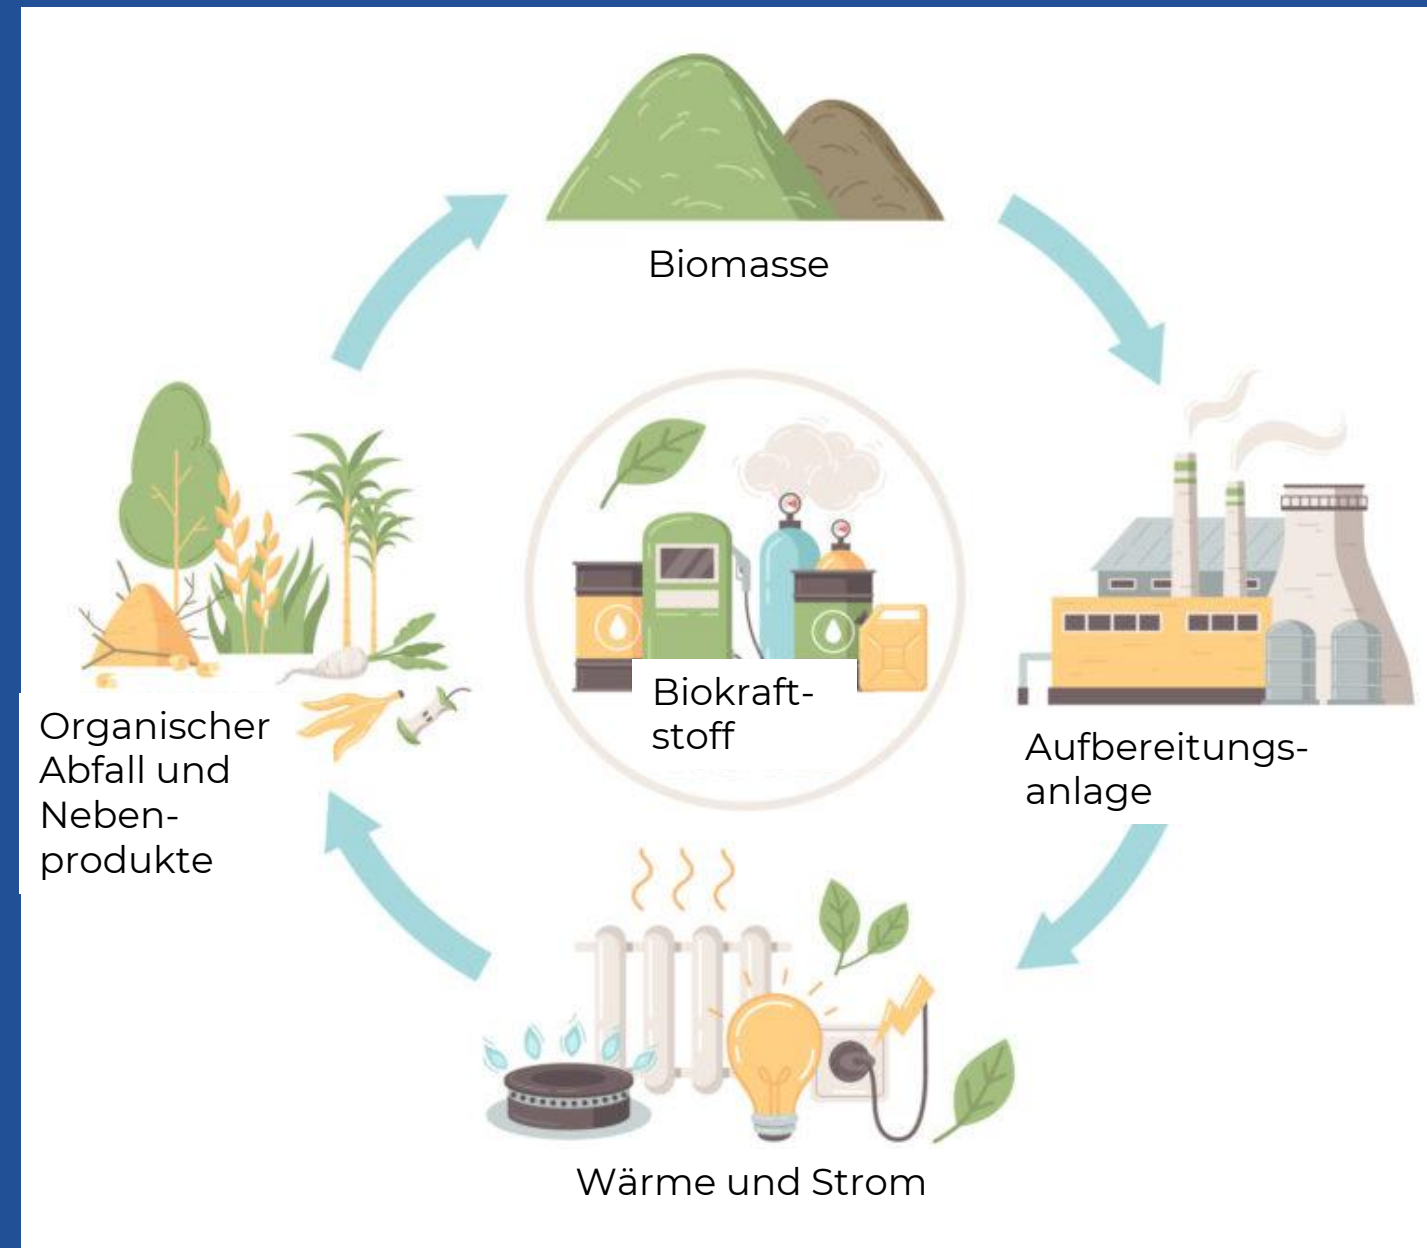 Biomasse
Biokraft-
stoff
Organischer
Abfall und
Neben-
produkte
Aufbereitungs-
anlage
Wärme und Strom